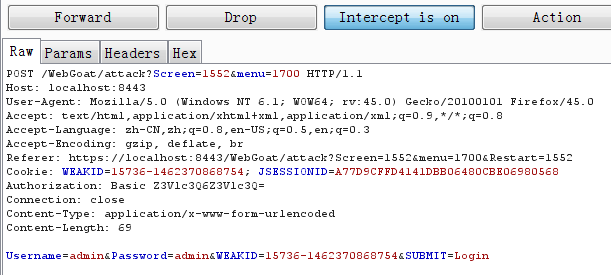 Forward Drop Intercept is on Action
Raw Params Headers Hex
POST /WebGoat/attack?Screen=1552&menu=1700 HTTP/1.1
Host: localhost:8443
User-Agent: Mozilla/5.0 (Windows NT 6.1; WOW64; rv:45.0) Gecko/20100101 Firefox/45.0
Accept: text/html,application/xhtml+xml,application/xml;q=0.9,*/*;q=0.8
Accept-Language: zh-CN,zh;q=0.8,en-US;q=0.5,en;q=0.3
Accept-Encoding: gzip, deflate, br
Referer: https://localhost:8443/WebGoat/attack?Screen=1552&menu=1700&Restart=1552
Cookie: WEAKID=15736-1462370868754; JSESSIONID=A77D9CFFD4141DBB06480CBE06980568
Authorization: Basic Z3Vlc3Q6Z3Vlc3Q=
Connection: close
Content-Type: application/x-www-form-urlencoded
Content-Length: 69
Username=admin&Password=admin&WEAKID=15736-1462370868754&SUBMIT=Login